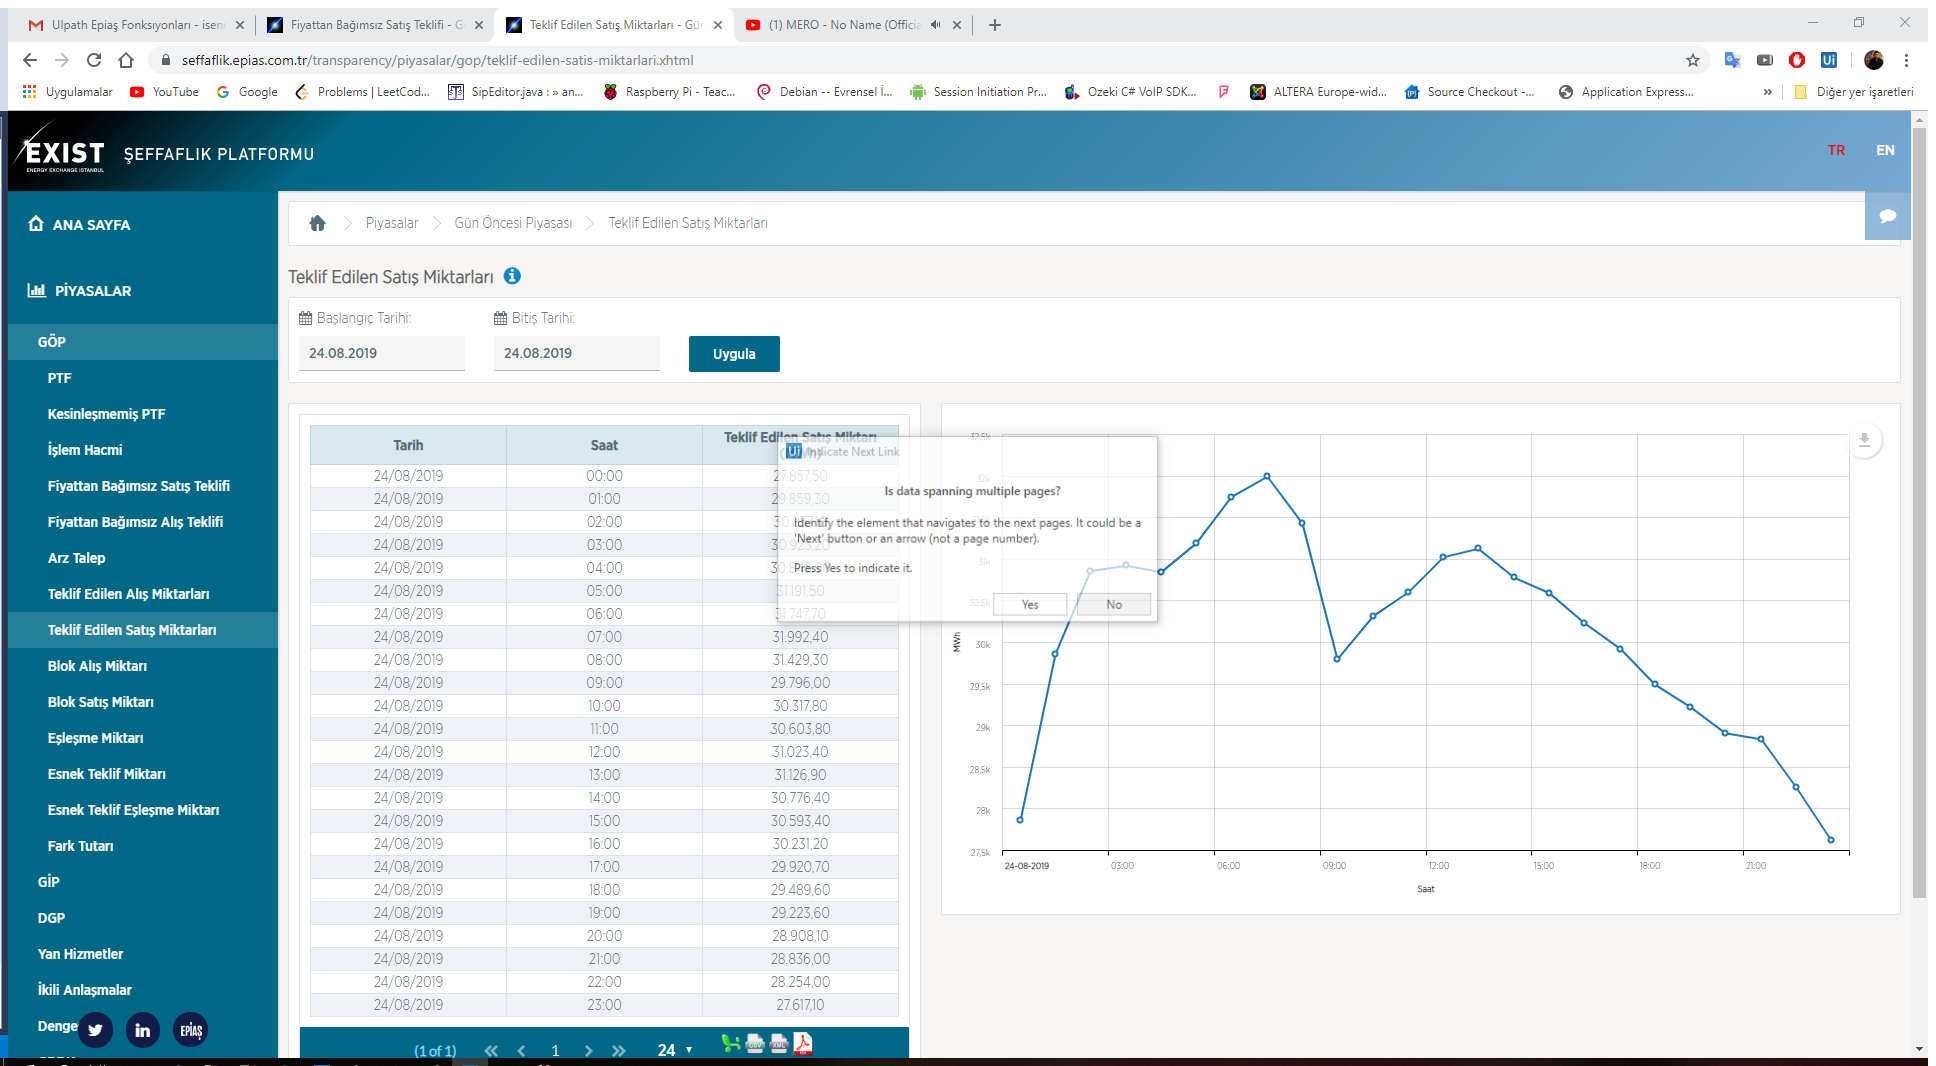 Ulpath Epiaş Fonksıyonları - isen
Fiyattan Bağımsız Satış Teklifi - G
Teklif Edilen Satış Miktarları - Gü
(1) MERO - No Name (Officia
seffaflik.epias.com.tr/transparency/piyasalar/gop/teklif-edilen-satis-miktarlari.xhtml
Uygulamalar YouTube Google Problems | LeetCod... SipEditor.java : » an... Raspberry Pi - Teac... Debian -- Evrensel İ... Session Initiation Pr... Ozeki C# VoIP SDK... ALTERA Europe-wid... Source Checkout -... Application Express... » Diğer yer işaretleri
EXIST
ENERGY EXCHANGE ISTANBUL
ŞEFFAFLIK PLATFORMU
TR EN
ANA SAYFA
PİYASALAR
GÖP
PTF
Kesinleşmemiş PTF
İşlem Hacmi
Fiyattan Bağımsız Satış Teklifi
Fiyattan Bağımsız Alış Teklifi
Arz Talep
Teklif Edilen Alış Miktarları
Teklif Edilen Satış Miktarları
Blok Alış Miktarı
Blok Satış Miktarı
Eşleşme Miktarı
Esnek Teklif Miktarı
Esnek Teklif Eşleşme Miktarı
Fark Tutarı
GİP
DGP
Yan Hizmetler
İkili Anlaşmalar
Denge
EPİAŞ
Piyasalar Gün Öncesi Piyasası Teklif Edilen Satış Miktarları
Teklif Edilen Satış Miktarları
Başlangıç Tarihi: Bitiş Tarihi:
24.08.2019 24.08.2019 Uygula
Tarih Saat Teklif Edilen Satış Miktarı
24/08/2019 00:00 27.857,50
24/08/2019 01:00 29.859,30
24/08/2019 02:00
24/08/2019 03:00 30.923,20
24/08/2019 04:00
24/08/2019 05:00 31.191,50
24/08/2019 06:00 31.747,70
24/08/2019 07:00 31.992,40
24/08/2019 08:00 31.429,30
24/08/2019 09:00 29.796,00
24/08/2019 10:00 30.317,80
24/08/2019 11:00 30.603,80
24/08/2019 12:00 31.023,40
24/08/2019 13:00 31.126,90
24/08/2019 14:00 30.776,40
24/08/2019 15:00 30.593,40
24/08/2019 16:00 30.231,20
24/08/2019 17:00 29.920,70
24/08/2019 18:00 29.489,60
24/08/2019 19:00 29.223,60
24/08/2019 20:00 28.908,10
24/08/2019 21:00 28.836,00
24/08/2019 22:00 28.254,00
24/08/2019 23:00 27.617,10
(1 of 1) 1 24
CSV XML PDF
Ui Indicate Next Link
Is data spanning multiple pages?
Identify the element that navigates to the next pages. It could be a
'Next' button or an arrow (not a page number).
Press Yes to indicate it.
Yes No
32,5k
32k
31k
30,5k
30k
29,5k
29k
28,5k
28k
27,5k
MWh
24-08-2019 03:00 06:00 09:00 12:00 15:00 18:00 21:00
Saat